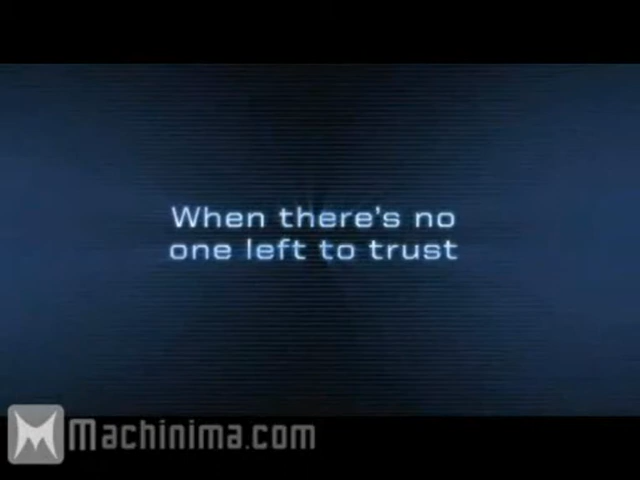 When there's no
one left to trust
Machinima.com